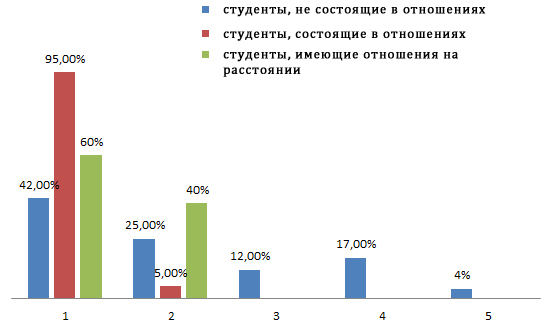 студенты, не состоящие в отношениях
студенты, состоящие в отношениях
студенты, имеющие отношения на
расстоянии
95,00%
60%
42,00%
40%
25,00%
5,00%
12,00%
17,00%
4%
1 2 3 4 5